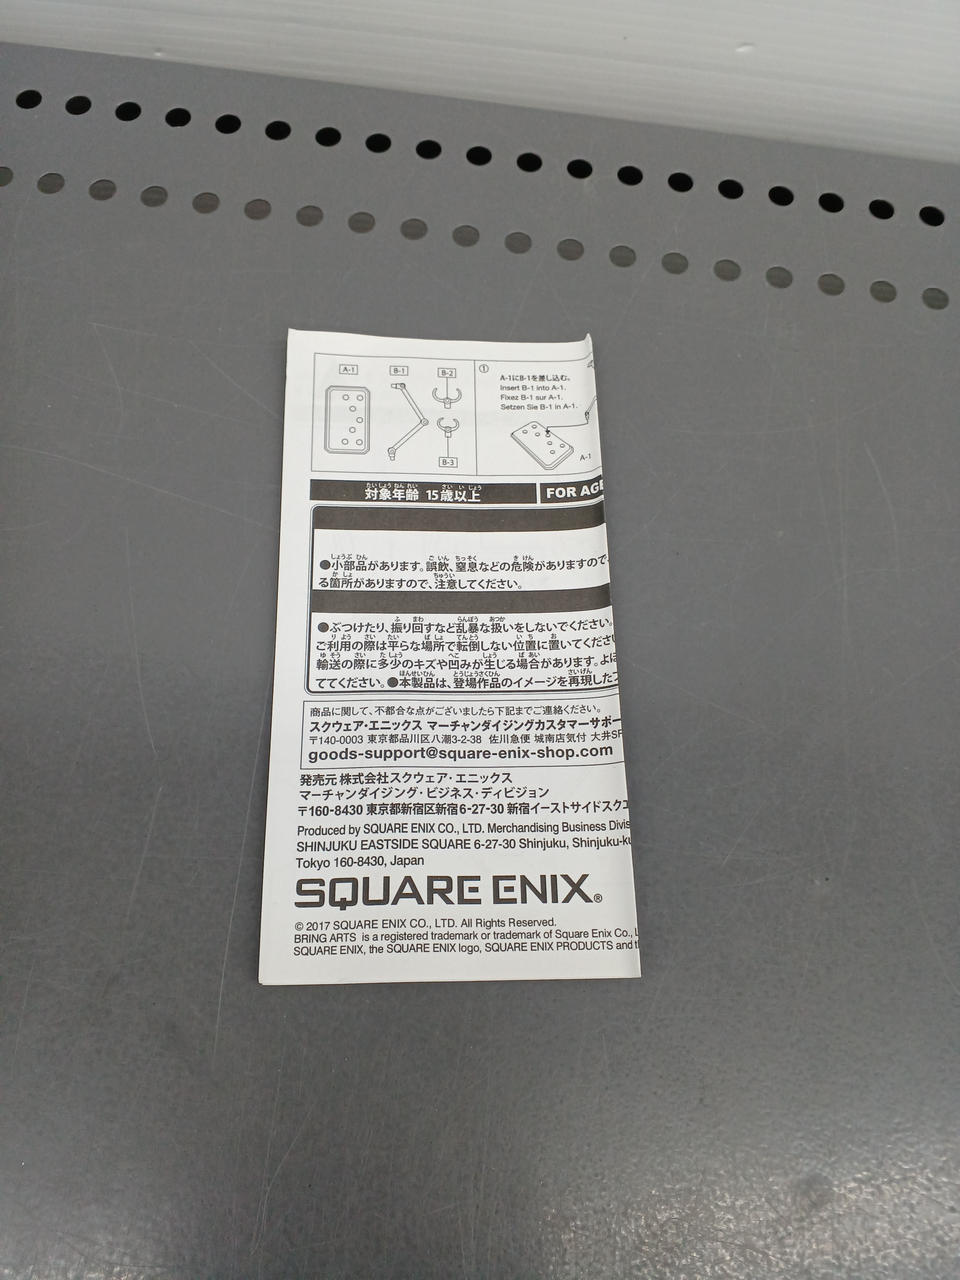 A-1
B-1
B-2
B-3
①
A-1にB-1を差し込む。
Insert B-1 into A-1.
Fixez B-1 sur A-1.
Setzen Sie B-1 in A-1.
A-1
対象年齢 15歳以上
FOR AGE
●小部品があります。誤飲、窒息などの危険がありますので
る箇所がありますので、注意してください。
●ぶつけたり、振り回すなど乱暴な扱いをしないでください。
ご利用の際は平らな場所で転倒しない位置に置いてくださ
輸送の際に多少のキズや凹みが生じる場合があります。よ
ててください。●本製品は、登場作品のイメージを再現した
商品に関して、不都合な点がございましたら下記までご連絡ください。
スクウェア・エニックス マーチャンダイジングカスタマーサポー
〒140-0003 東京都品川区八潮3-2-38 佐川急便 城南店気付 大井SF
goods-support@square-enix-shop.com
発売元 株式会社スクウェア・エニックス
マーチャンダイジング・ビジネス・ディビジョン
〒160-8430 東京都新宿区新宿6-27-30 新宿イーストサイドスクエ
Produced by SQUARE ENIX CO., LTD. Merchandising Business Divis
SHINJUKU EASTSIDE SQUARE 6-27-30 Shinjuku, Shinjuku-ku
Tokyo 160-8430, Japan
SQUARE ENIX®
© 2017 SQUARE ENIX CO., LTD. All Rights Reserved.
BRING ARTS is a registered trademark or trademark of Square Enix Co., L
SQUARE ENIX, the SQUARE ENIX logo, SQUARE ENIX PRODUCTS and t